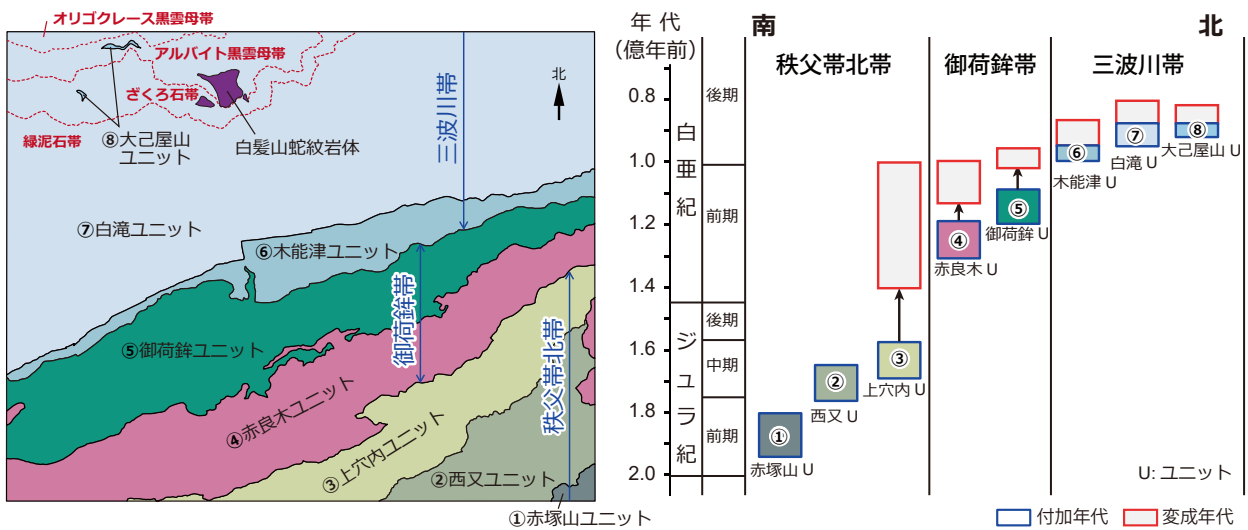 オリゴクレース黒雲母帯
アルバイト黒雲母帯
ざくろ石帯
緑泥石帯
⑧大己屋山
ユニット
白髪山蛇紋岩体
三波川帯
北
⑦白滝ユニット
⑥木能津ユニット
⑤御荷鉾ユニット
御荷鉾帯
④赤良木ユニット
秩父帯北帯
③上穴内ユニット
②西又ユニット
①赤塚山ユニット
年代
(億年前)
南
北
秩父帯北帯
御荷鉾帯
三波川帯
0.8
1.0
1.2
1.4
1.6
1.8
2.0
白亜紀
後期
前期
ジュラ紀
後期
中期
前期
①
赤塚山 U
②
西又 U
③
上穴内 U
④
赤良木 U
⑤
御荷鉾 U
⑥
木能津 U
⑦
白滝 U
⑧
大己屋山 U
U: ユニット
付加年代
変成年代